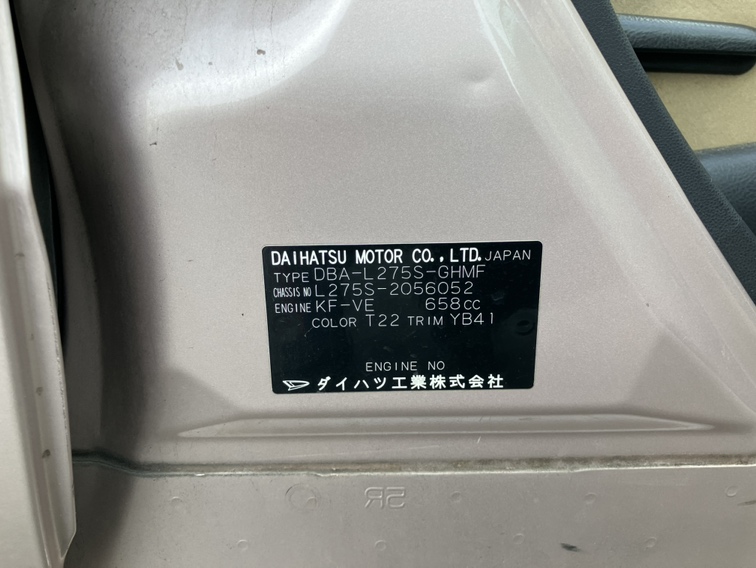 DAIHATSU MOTOR CO., LTD. JAPAN
TYPE DBA-L275S-GHMF
CHASSIS NO L275S-2056052
ENGINE KF-VE 658CC
COLOR T22 TRIM YB41
ENGINE NO
ダイハツ工業株式会社